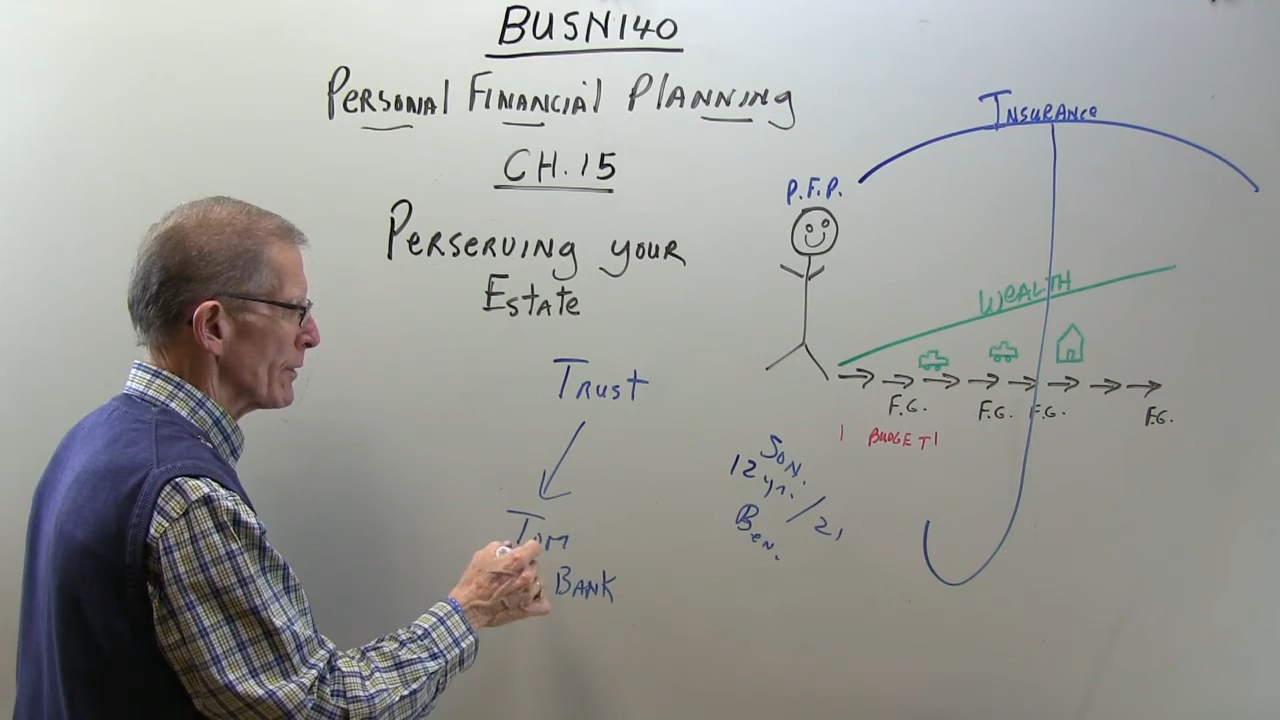 BUSN140
Personal Financial Planning
CH.15
Perserving your
Estate
Trust
Tom
Bank
Insurance
P.F.P.
Wealth
F.G. F.G. F.G. F.G.
| BUDGET |
Son.
12 yr. / 21
Ben.